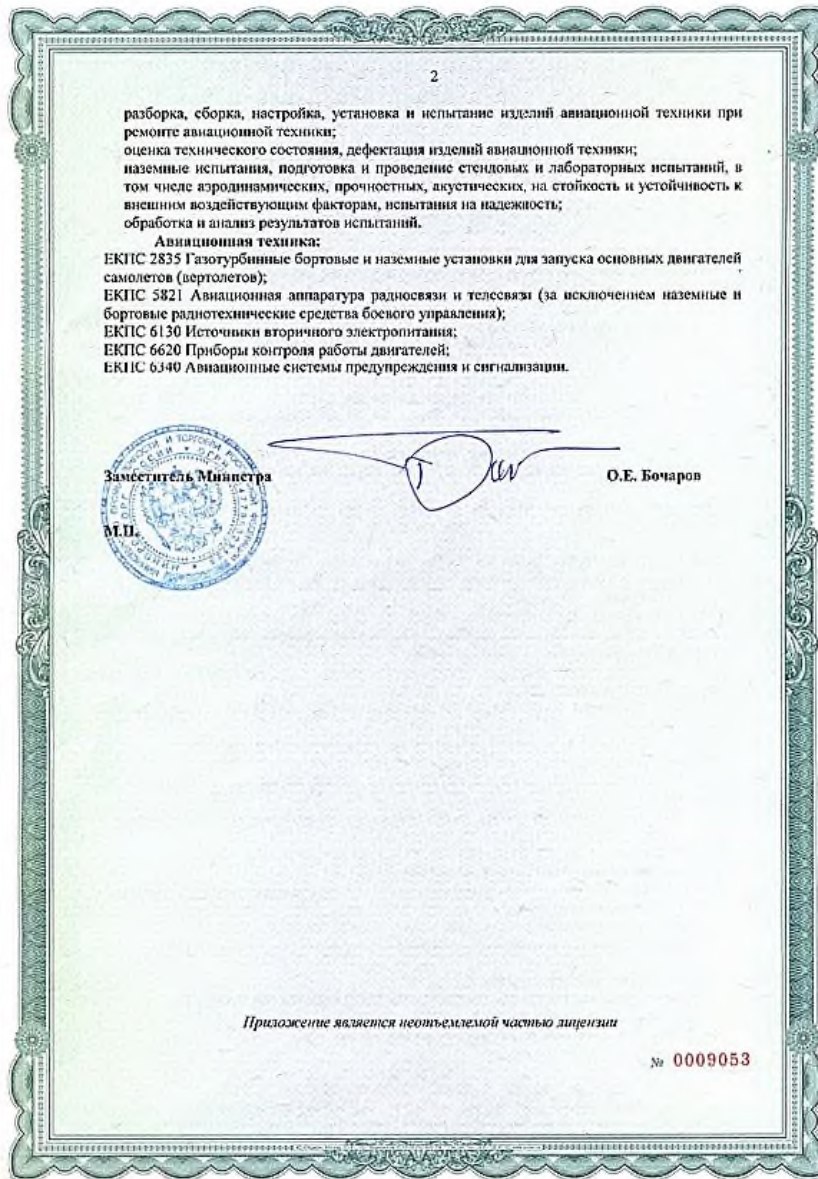 2
разборка, сборка, настройка, установка и испытание изделий авиационной техники при
ремонте авиационной техники;
оценка технического состояния, дефектация изделий авиационной техники;
наземные испытания, подготовка и проведение стендовых и лабораторных испытаний, в
том числе аэродинамических, прочностных, акустических, на стойкость и устойчивость к
внешним воздействующим факторам, испытания на надежность;
обработка и анализ результатов испытаний.
Авиационная техника:
ЕКПС 2835 Газотурбинные бортовые и наземные установки для запуска основных двигателей
самолетов (вертолетов);
ЕКПС 5821 Авиационная аппаратура радиосвязи и телесвязи (за исключением наземные и
бортовые радиотехнические средства боевого управления);
ЕКПС 6130 Источники вторичного электропитания;
ЕКПС 6620 Приборы контроля работы двигателей;
ЕКПС 6340 Авиационные системы предупреждения и сигнализации.
Заместитель Министра
О.Е. Бочаров
М.П.
Приложение является неотъемлемой частью лицензии
№ 0009053